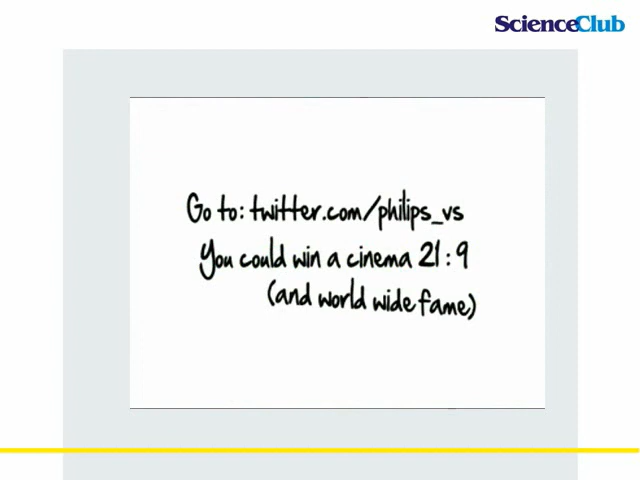 ScienceClub
Go to: twitter.com/philips_vs
You could win a cinema 21:9
(and world wide fame)